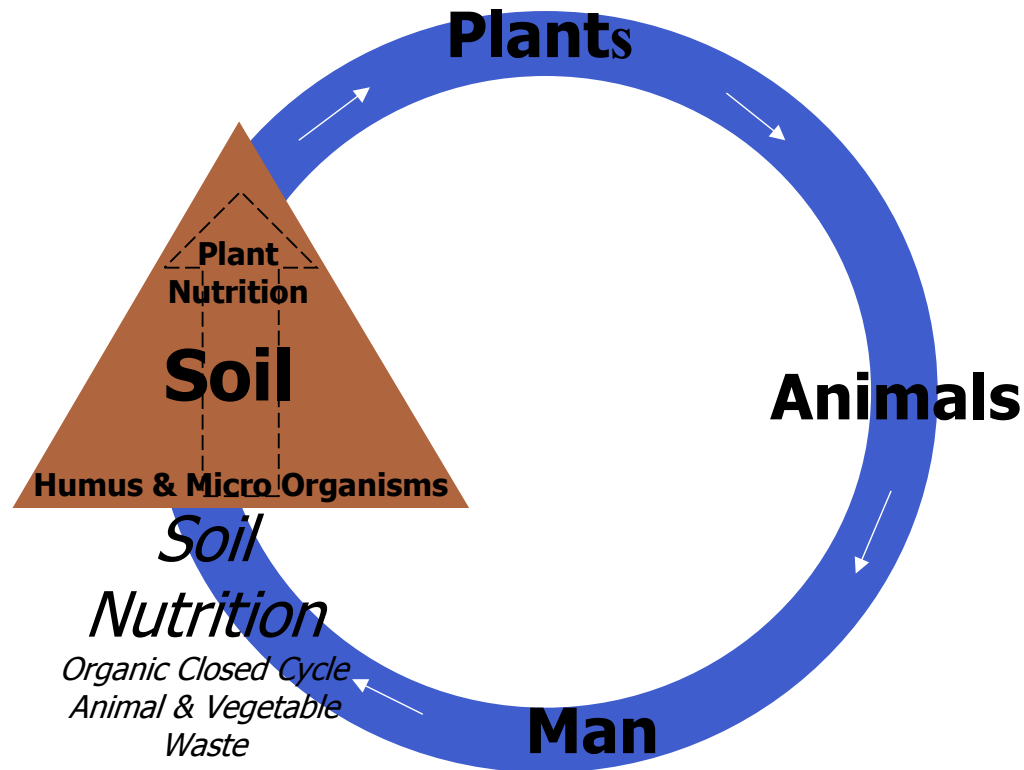 Plants
Plant
Nutrition
Soil
Humus & Micro Organisms
Animals
Soil
Nutrition
Organic Closed Cycle
Animal & Vegetable
Waste
Man